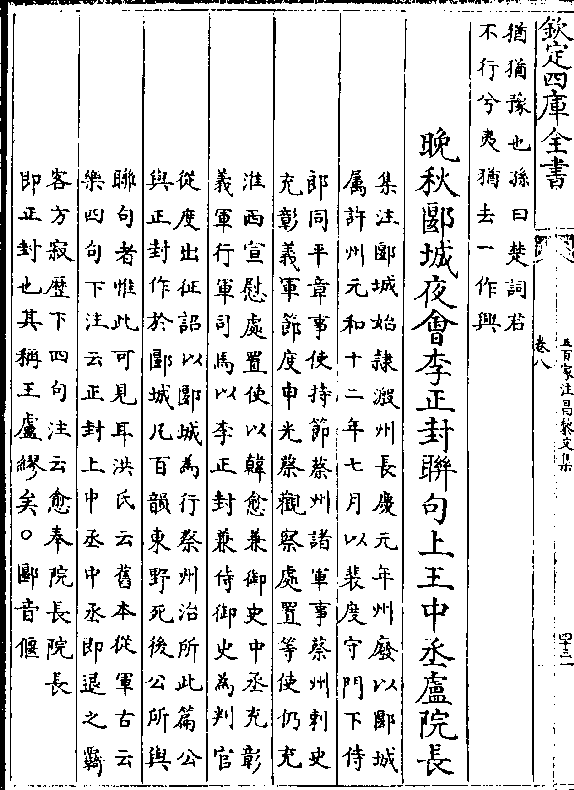 欽定四庫全書
五百家注昌黎文集
卷八
猶猶豫也孫曰楚詞君
不行兮夷猶去一作興
晚秋郾城夜會李正封聯句上王中丞盧院長
集注郾城始隸溵州長慶元年州廢以郾城
属許州元和十二年七月以裴度守門下侍
郎同平章事使持節蔡州諸軍事蔡州刺史
充彰義軍節度申光蔡觀察處置等使仍充
淮西宣慰處置使以韓愈兼御史中丞充彰
義軍行軍司馬以李正封兼侍御史為判官
從度出征詔以郾城為行蔡州治所此篇公
與正封作於郾城凡百韻東野死後公所與
聯句者惟此可見耳洪氏云舊本從軍古云
樂四句下注云正封上中丞中丞即退之羇
客方寂歷下四句注云愈奉院長院長
即正封也其稱王盧繆矣○郾音偃